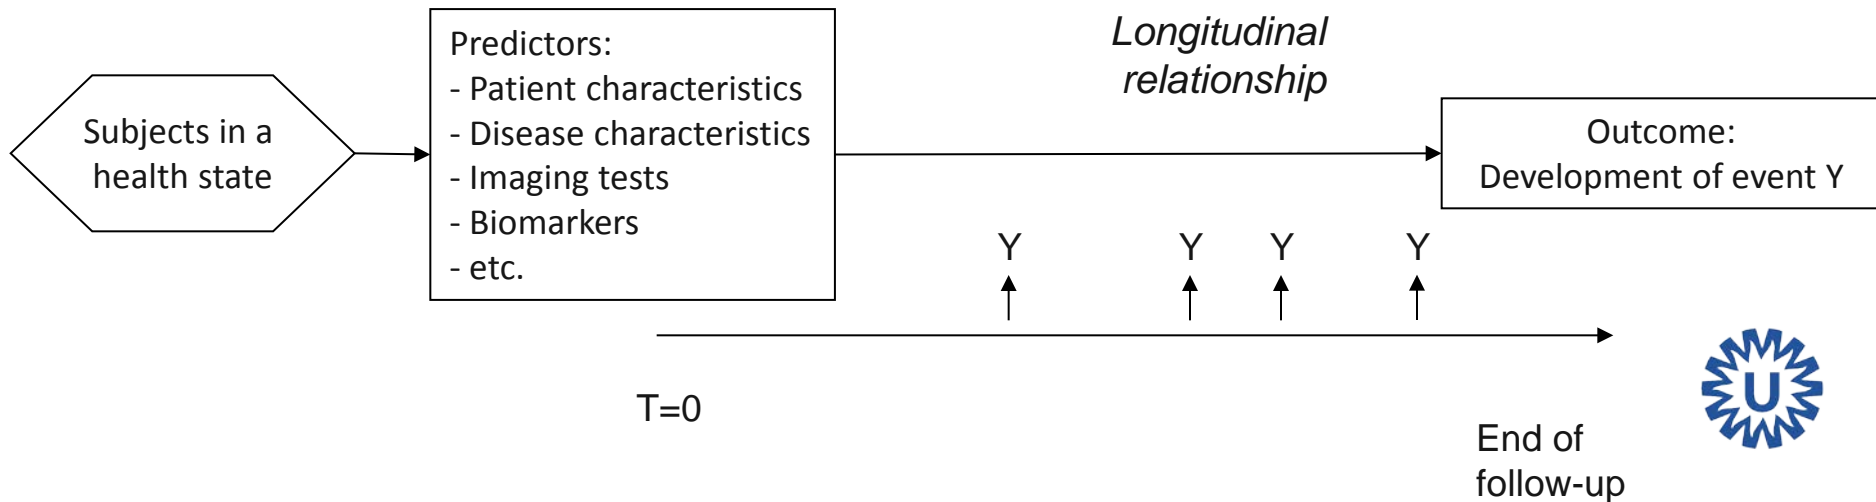 Subjects in a
health state
Predictors:
- Patient characteristics
- Disease characteristics
- Imaging tests
- Biomarkers
- etc.
Longitudinal
relationship
Outcome:
Development of event Y
Y Y Y Y
T=0
End of
follow-up
U